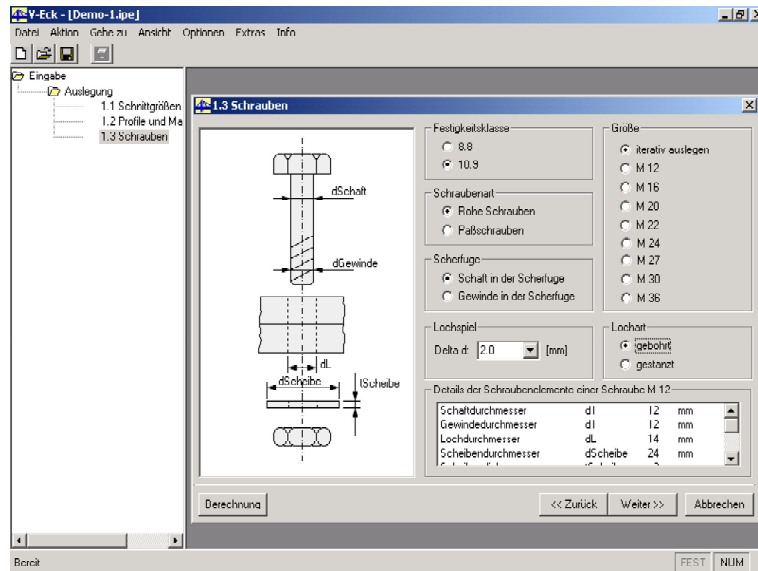 V-Eck - [Demo-1.ipe]
Datei Aktion Gehe zu Ansicht Optionen Extras Info
Eingabe
Auslegung
1.1 Schnittgrößen
1.2 Profile und Ma
1.3 Schrauben
1.3 Schrauben
dSchaft
dGewinde
dL
dScheibe
tScheibe
Festigkeitsklasse
8.8
10.9
Schraubenart
Rohe Schrauben
Paßschrauben
Scherfuge
Schaft in der Scherfuge
Gewinde in der Scherfuge
Lochspiel
Delta d: 2.0 [mm]
Größe
iterativ auslegen
M 12
M 16
M 20
M 22
M 24
M 27
M 30
M 36
Lochart
gebohrt
gestanzt
Details der Schraubenelemente einer Schraube M 12
Schaftdurchmesser d1 12 mm
Gewindedurchmesser d1 12 mm
Lochdurchmesser dL 14 mm
Scheibendurchmesser dScheibe 24 mm
Berechnung
<< Zurück
Weiter >>
Abbrechen
Bereit
FEST NUM